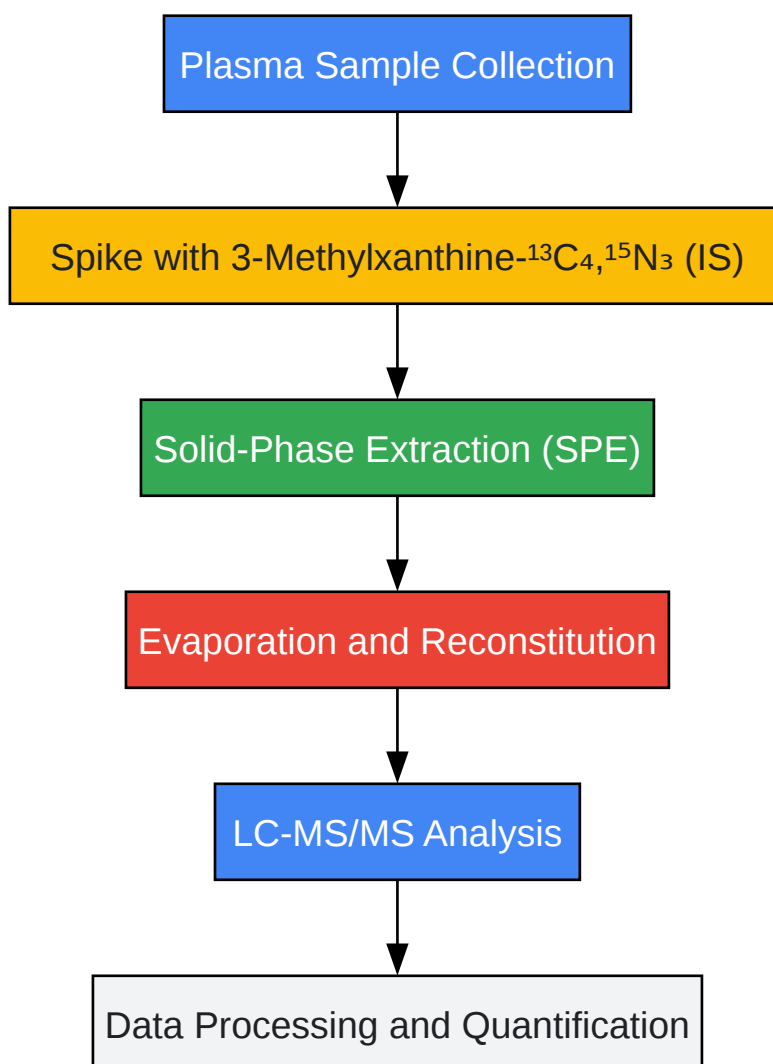 Plasma Sample Collection
Spike with 3-Methylxanthine-¹³C₄,¹⁵N₃ (IS)
Solid-Phase Extraction (SPE)
Evaporation and Reconstitution
LC-MS/MS Analysis
Data Processing and Quantification